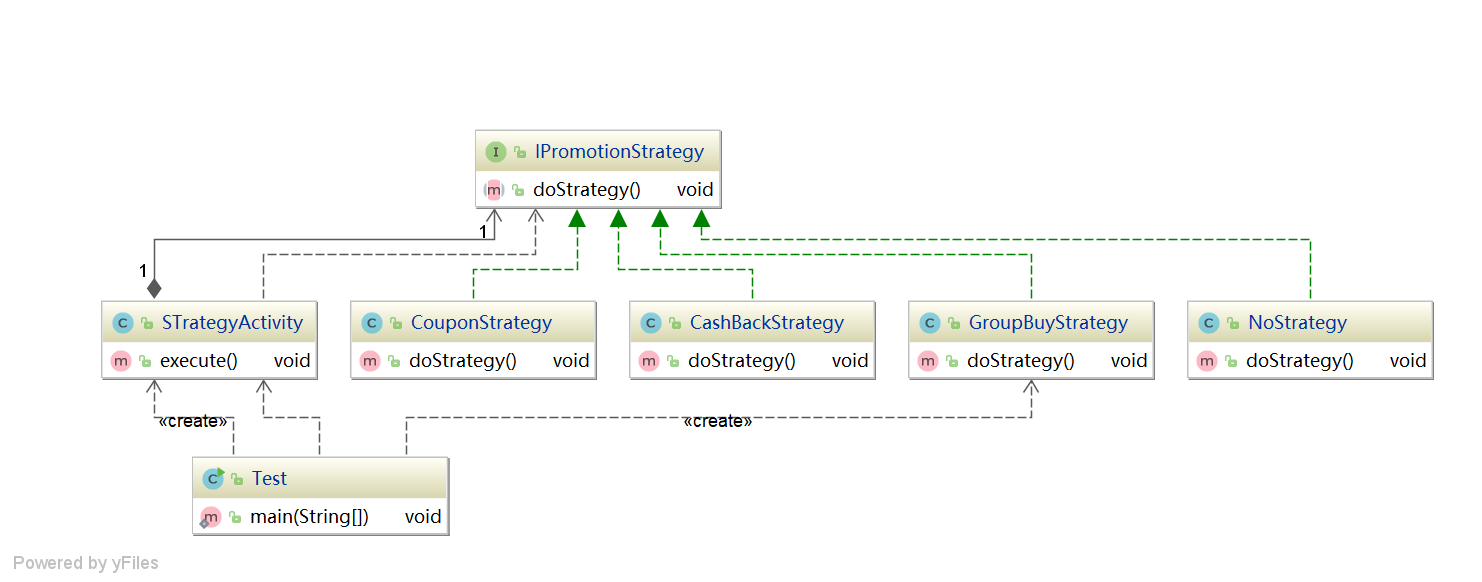 IPromotionStrategy
doStrategy() void
1
1
STrategyActivity
execute() void
CouponStrategy
doStrategy() void
CashBackStrategy
doStrategy() void
GroupBuyStrategy
doStrategy() void
NoStrategy
doStrategy() void
«create»
«create»
Test
main(String[]) void
Powered by yFiles